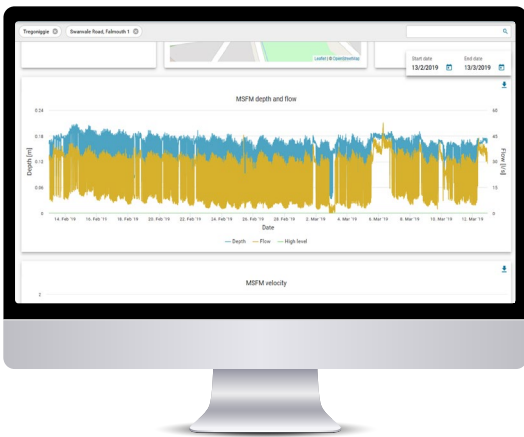 Tregoniggie
Swanvale Road, Falmouth 1
Leaflet | © OpenStreetMap
Start date
End date
13/2/2019
13/3/2019
MSFM depth and flow
0.24
0.18
0.13
0.06
0
Depth [m]
60
45
30
15
0
Flow [l/s]
14. Feb '19
16. Feb '19
18. Feb '19
20. Feb '19
22. Feb '19
24. Feb '19
26. Feb '19
28. Feb '19
2. Mar '19
4. Mar '19
6. Mar '19
8. Mar '19
10. Mar '19
12. Mar '19
Date
Depth
Flow
High level
MSFM velocity
2